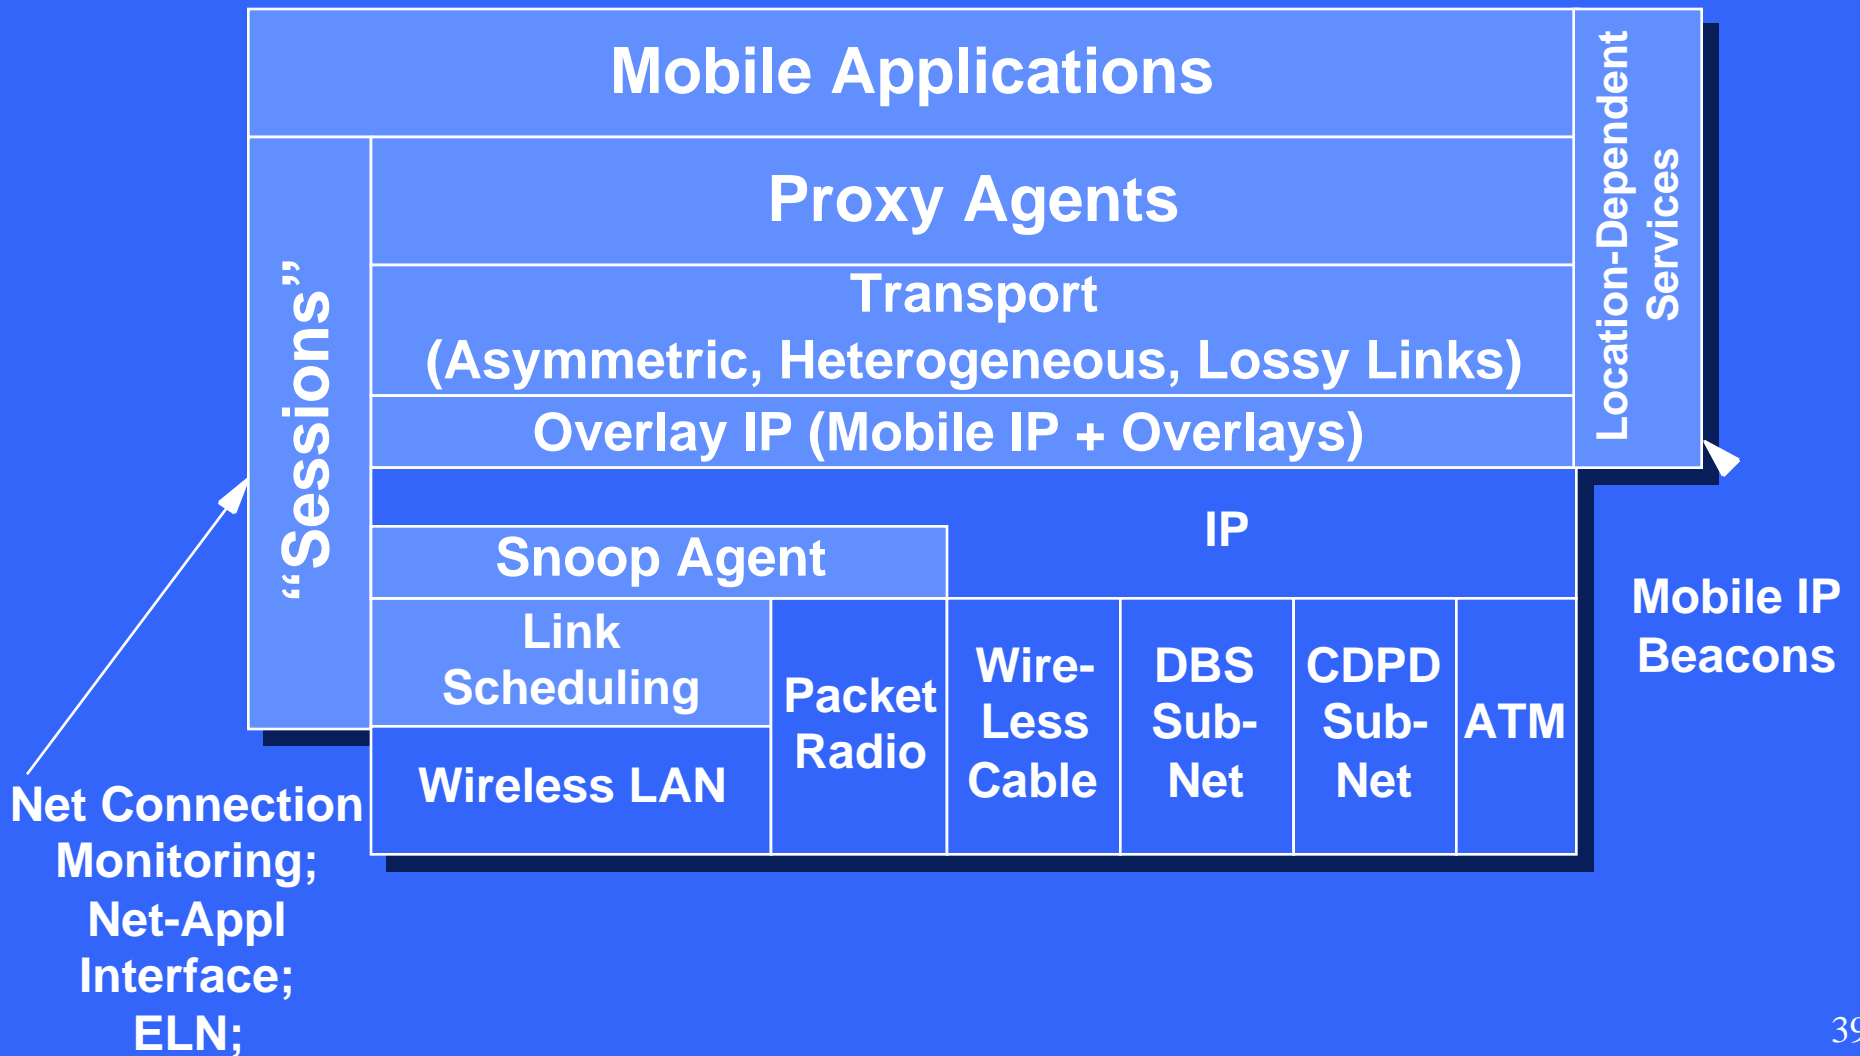 Mobile Applications
Location-Dependent
Services
Proxy Agents
“Sessions”
Transport
(Asymmetric, Heterogeneous, Lossy Links)
Overlay IP (Mobile IP + Overlays)
IP
Snoop Agent
Link
Scheduling
Wireless LAN
Packet
Radio
Wire-
Less
Cable
DBS
Sub-
Net
CDPD
Sub-
Net
ATM
Mobile IP
Beacons
Net Connection
Monitoring;
Net-Appl
Interface;
ELN;
39